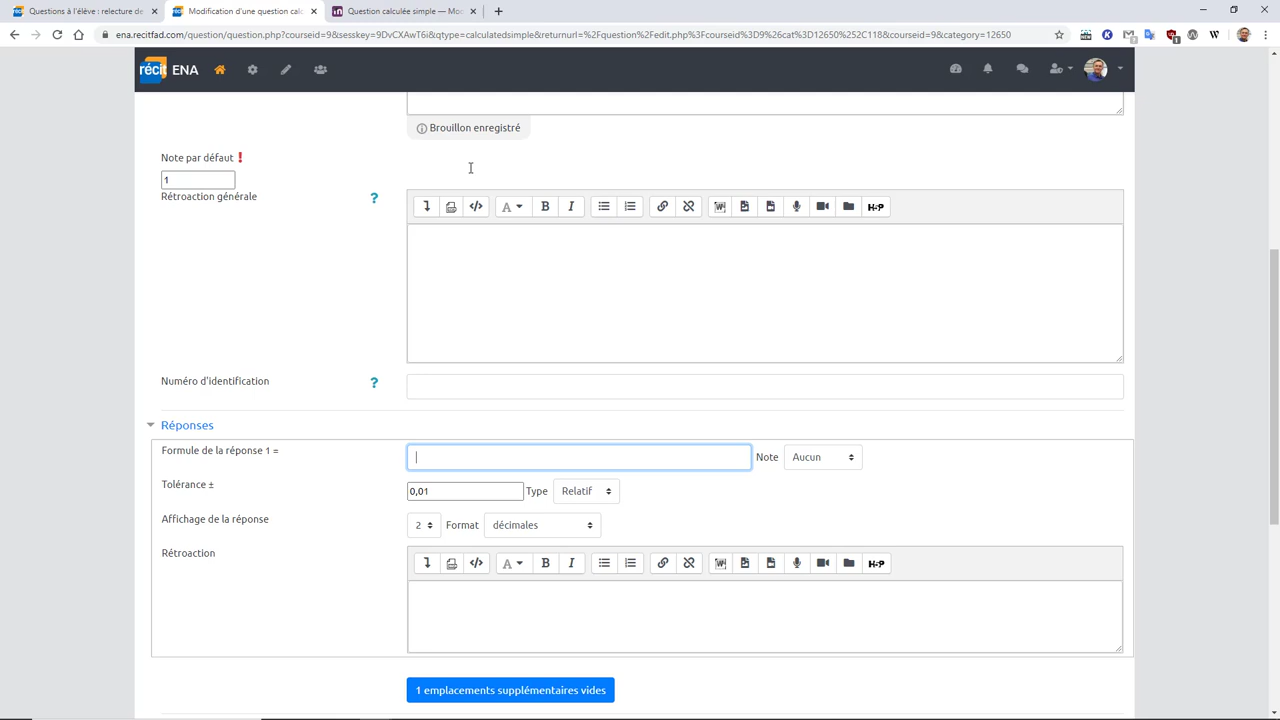 Questions à l'élève : relecture de
Modification d'une question calc
Question calculée simple — Moo
ena.recitfad.com/question/question.php?courseid=9&sesskey=9DvCXAwT6i&qtype=calculatedsimple&returnurl=%2Fquestion%2Fedit.php%3Fcourseid%3D9%26cat%3D12650%252C118&courseid=9&category=12650
récit ENA
Brouillon enregistré
Note par défaut
1
Rétroaction générale
Numéro d'identification
Réponses
Formule de la réponse 1 =
Note Aucun
Tolérance ±
0,01 Type Relatif
Affichage de la réponse
2 Format décimales
Rétroaction
1 emplacements supplémentaires vides